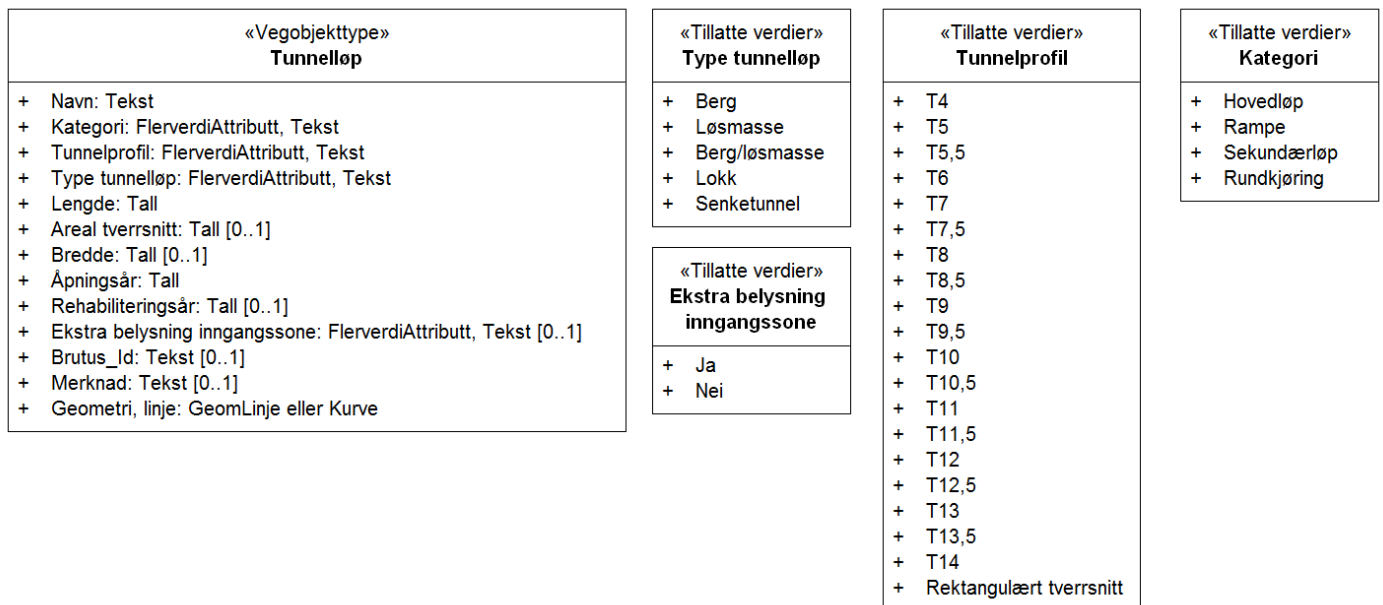 «Vegobjekttype»
Tunnelløp
+ Navn: Tekst
+ Kategori: FlerverdiAttributt, Tekst
+ Tunnelprofil: FlerverdiAttributt, Tekst
+ Type tunnelløp: FlerverdiAttributt, Tekst
+ Lengde: Tall
+ Areal tverrsnitt: Tall [0..1]
+ Bredde: Tall [0..1]
+ Åpningsår: Tall
+ Rehabiliteringsår: Tall [0..1]
+ Ekstra belysning inngangssone: FlerverdiAttributt, Tekst [0..1]
+ Brutus_Id: Tekst [0..1]
+ Merknad: Tekst [0..1]
+ Geometri, linje: GeomLinje eller Kurve
«Tillatte verdier»
Type tunnelløp
+ Berg
+ Løsmasse
+ Berg/løsmasse
+ Lokk
+ Senketunnel
«Tillatte verdier»
Ekstra belysning
inngangssone
+ Ja
+ Nei
«Tillatte verdier»
Tunnelprofil
+ T4
+ T5
+ T5,5
+ T6
+ T7
+ T7,5
+ T8
+ T8,5
+ T9
+ T9,5
+ T10
+ T10,5
+ T11
+ T11,5
+ T12
+ T12,5
+ T13
+ T13,5
+ T14
+ Rektangulært tverrsnitt
«Tillatte verdier»
Kategori
+ Hovedløp
+ Rampe
+ Sekundærløp
+ Rundkjøring